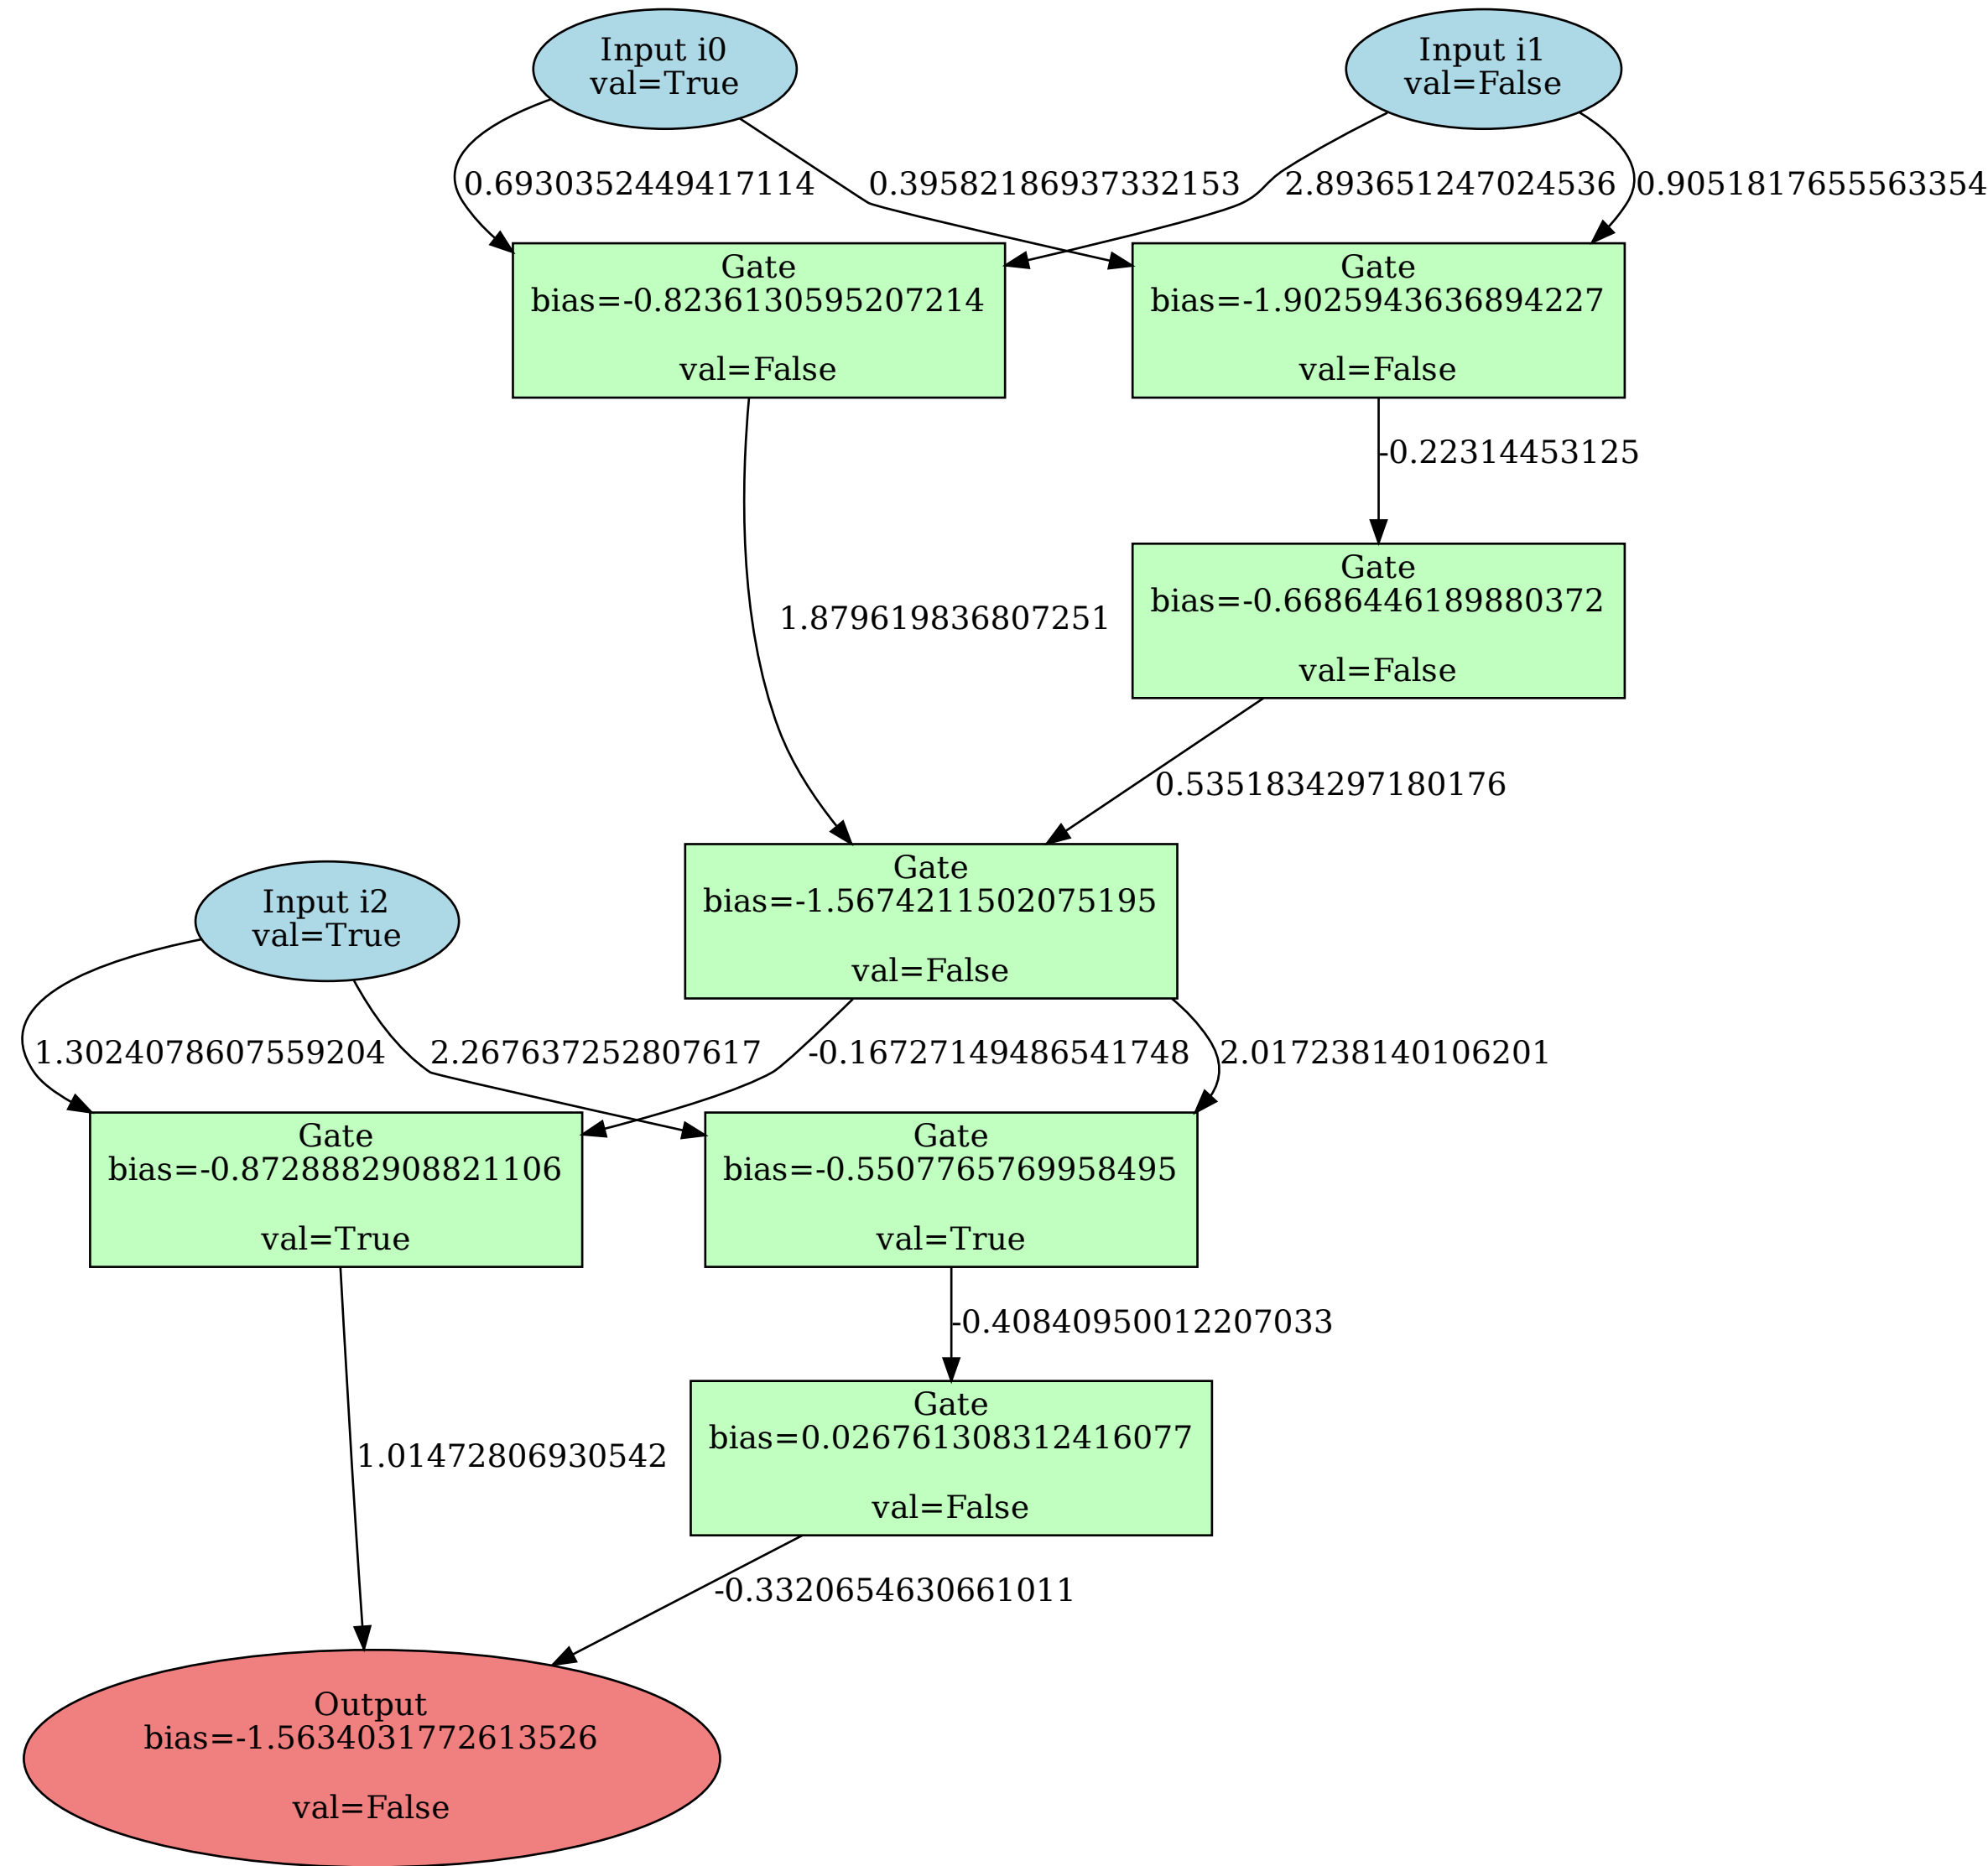 Input i0
val=True
Input i1
val=False
0.6930352449417114
0.39582186937332153
2.893651247024536
0.9051817655563354
Gate
bias=-0.8236130595207214
val=False
Gate
bias=-1.9025943636894227
val=False
-0.22314453125
Gate
bias=-0.6686446189880372
val=False
1.879619836807251
0.5351834297180176
Gate
bias=-1.5674211502075195
val=False
Input i2
val=True
1.3024078607559204
2.267637252807617
-0.16727149486541748
2.017238140106201
Gate
bias=-0.8728882908821106
val=True
Gate
bias=-0.5507765769958495
val=True
-0.40840950012207033
Gate
bias=0.026761308312416077
val=False
1.01472806930542
-0.3320654630661011
Output
bias=-1.5634031772613526
val=False